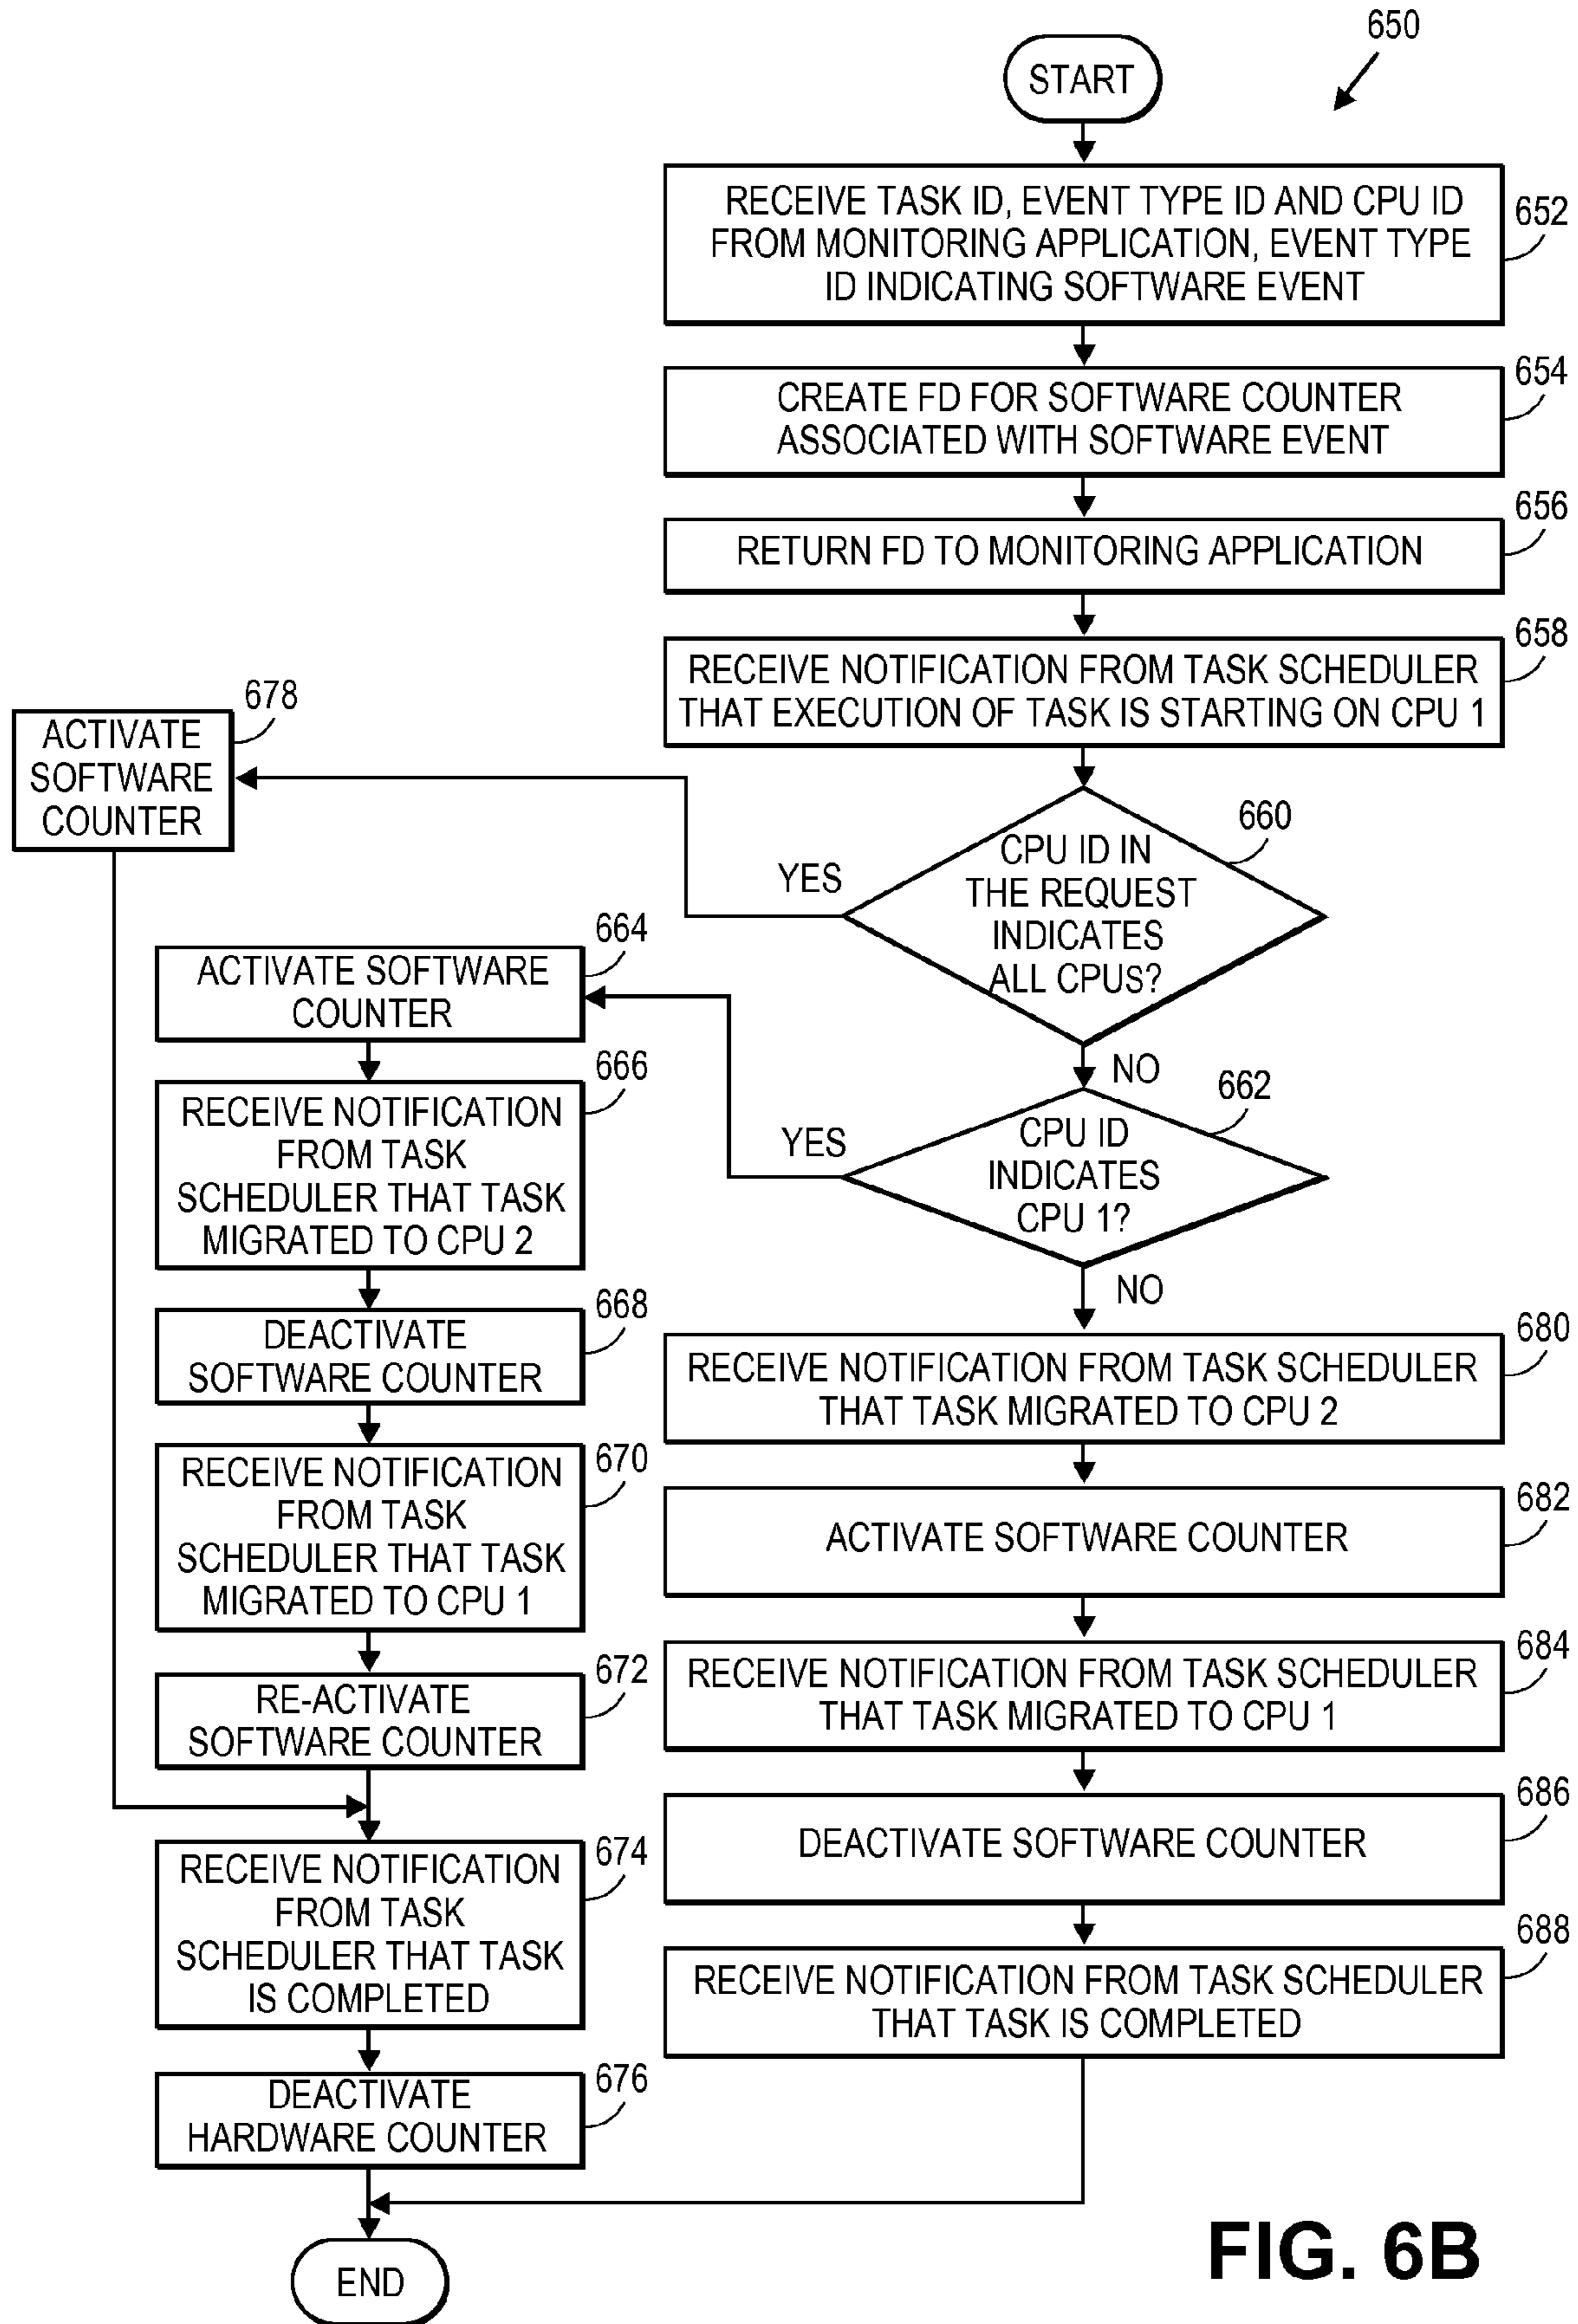 650
START
RECEIVE TASK ID, EVENT TYPE ID AND CPU ID
FROM MONITORING APPLICATION, EVENT TYPE
ID INDICATING SOFTWARE EVENT
652
CREATE FD FOR SOFTWARE COUNTER
ASSOCIATED WITH SOFTWARE EVENT
654
RETURN FD TO MONITORING APPLICATION
656
RECEIVE NOTIFICATION FROM TASK SCHEDULER
THAT EXECUTION OF TASK IS STARTING ON CPU 1
658
CPU ID IN
THE REQUEST
INDICATES
ALL CPUS?
660
YES
NO
ACTIVATE
SOFTWARE
COUNTER
678
CPU ID
INDICATES
CPU 1?
662
YES
NO
ACTIVATE SOFTWARE
COUNTER
664
RECEIVE NOTIFICATION
FROM TASK
SCHEDULER THAT TASK
MIGRATED TO CPU 2
666
DEACTIVATE
SOFTWARE COUNTER
668
RECEIVE NOTIFICATION
FROM TASK
SCHEDULER THAT TASK
MIGRATED TO CPU 1
670
RE-ACTIVATE
SOFTWARE COUNTER
672
RECEIVE NOTIFICATION
FROM TASK
SCHEDULER THAT TASK
IS COMPLETED
674
DEACTIVATE
HARDWARE COUNTER
676
RECEIVE NOTIFICATION FROM TASK SCHEDULER
THAT TASK MIGRATED TO CPU 2
680
ACTIVATE SOFTWARE COUNTER
682
RECEIVE NOTIFICATION FROM TASK SCHEDULER
THAT TASK MIGRATED TO CPU 1
684
DEACTIVATE SOFTWARE COUNTER
686
RECEIVE NOTIFICATION FROM TASK SCHEDULER
THAT TASK IS COMPLETED
688
END
FIG. 6B